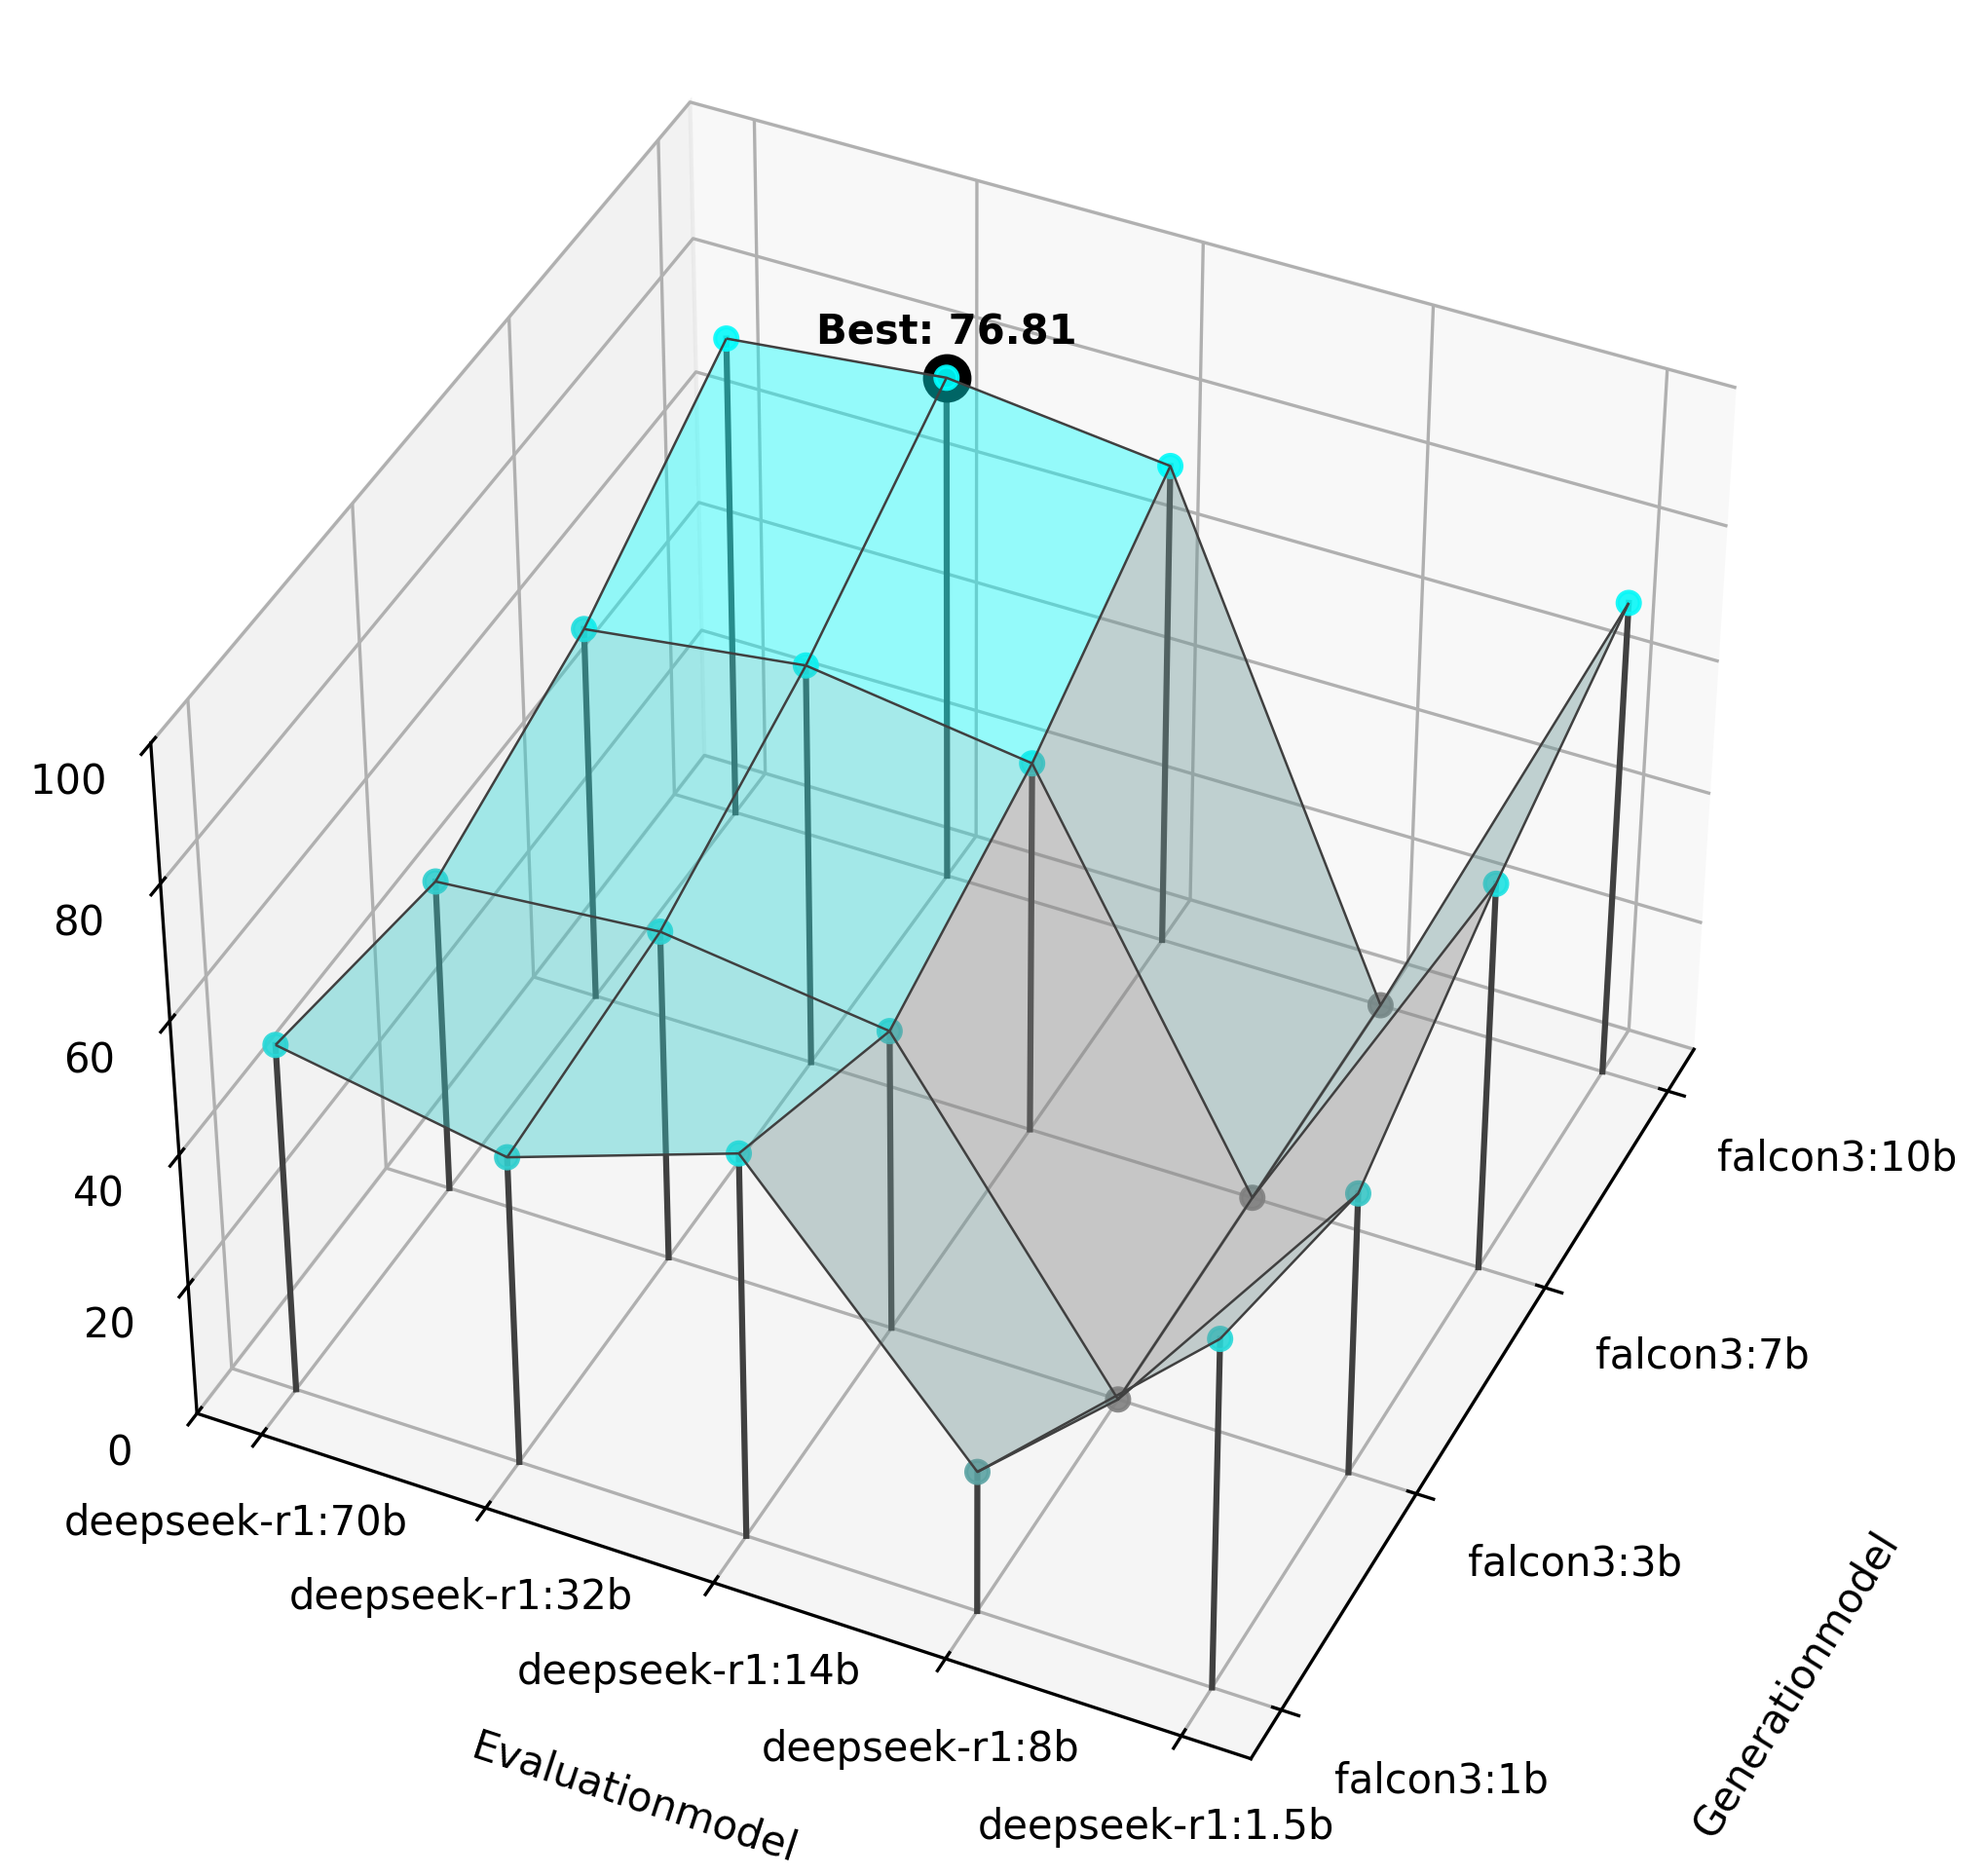 Best: 76.81
100
80
60
40
20
0
deepseek-r1:70b
deepseek-r1:32b
deepseek-r1:14b
deepseek-r1:8b
deepseek-r1:1.5b
Evaluationmodel
falcon3:10b
falcon3:7b
falcon3:3b
falcon3:1b
Generationmodel